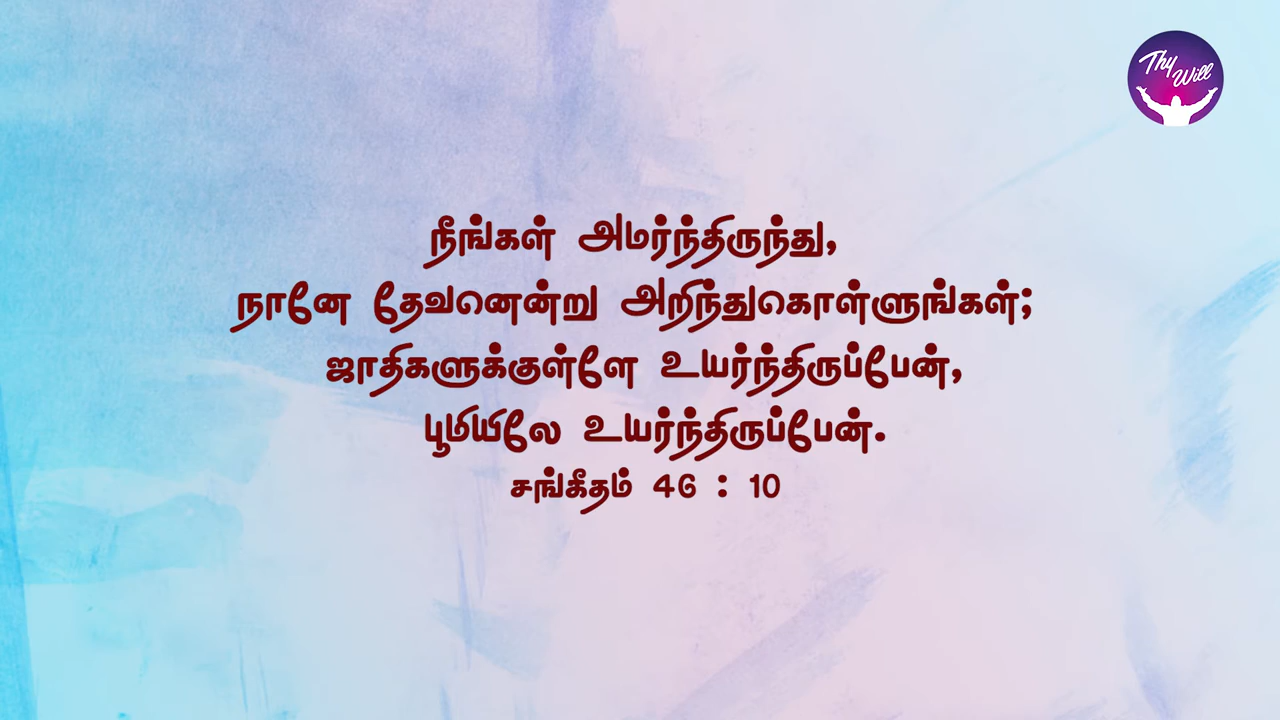 Thy
Will
நீங்கள் அமர்ந்திருந்து,
நானே தேவனென்று அறிந்துகொள்ளுங்கள்;
ஜாதிகளுக்குள்ளே உயர்ந்திருப்பேன்,
பூமியிலே உயர்ந்திருப்பேன்.
சங்கீதம் 46 : 10